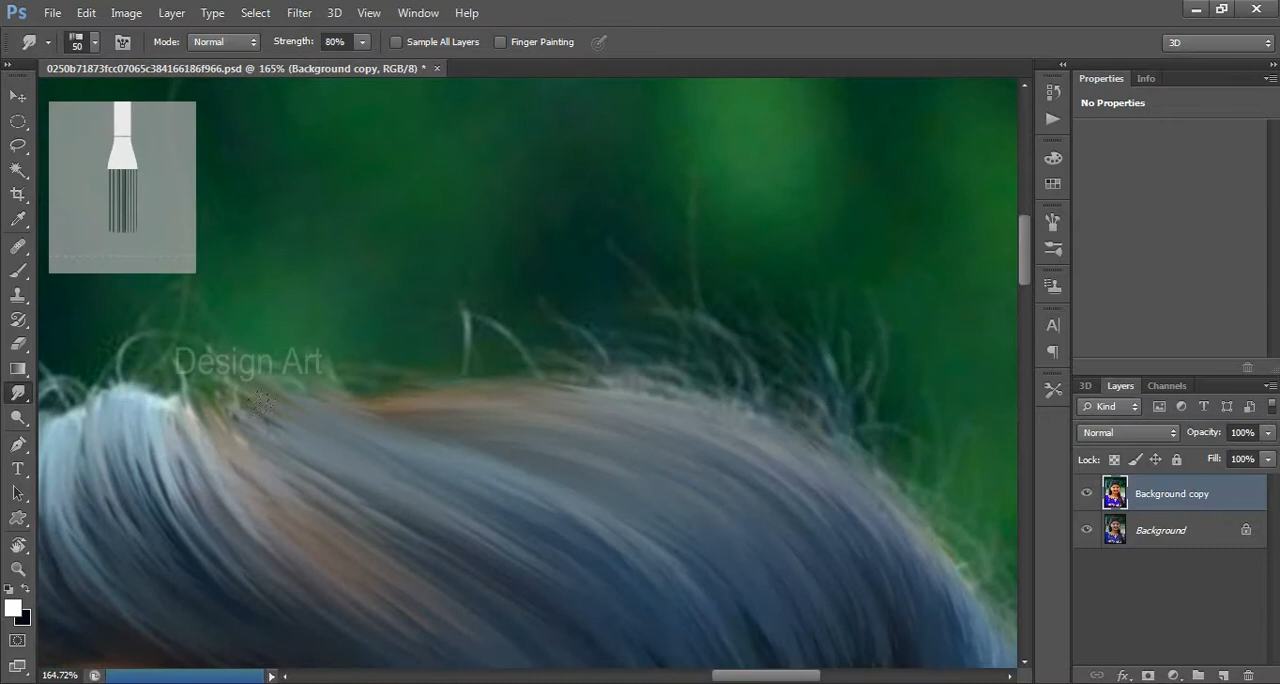 Ps File Edit Image Layer Type Select Filter 3D View Window Help
50 Mode: Normal Strength: 80% Sample All Layers Finger Painting 3D
0250b71873fcc07065c384166186f966.psd @ 165% (Background copy, RGB/8) * ×
Properties Info
No Properties
Design Art
3D Layers Channels
Kind
Normal Opacity: 100%
Lock: Fill: 100%
Background copy
Background
164.72%